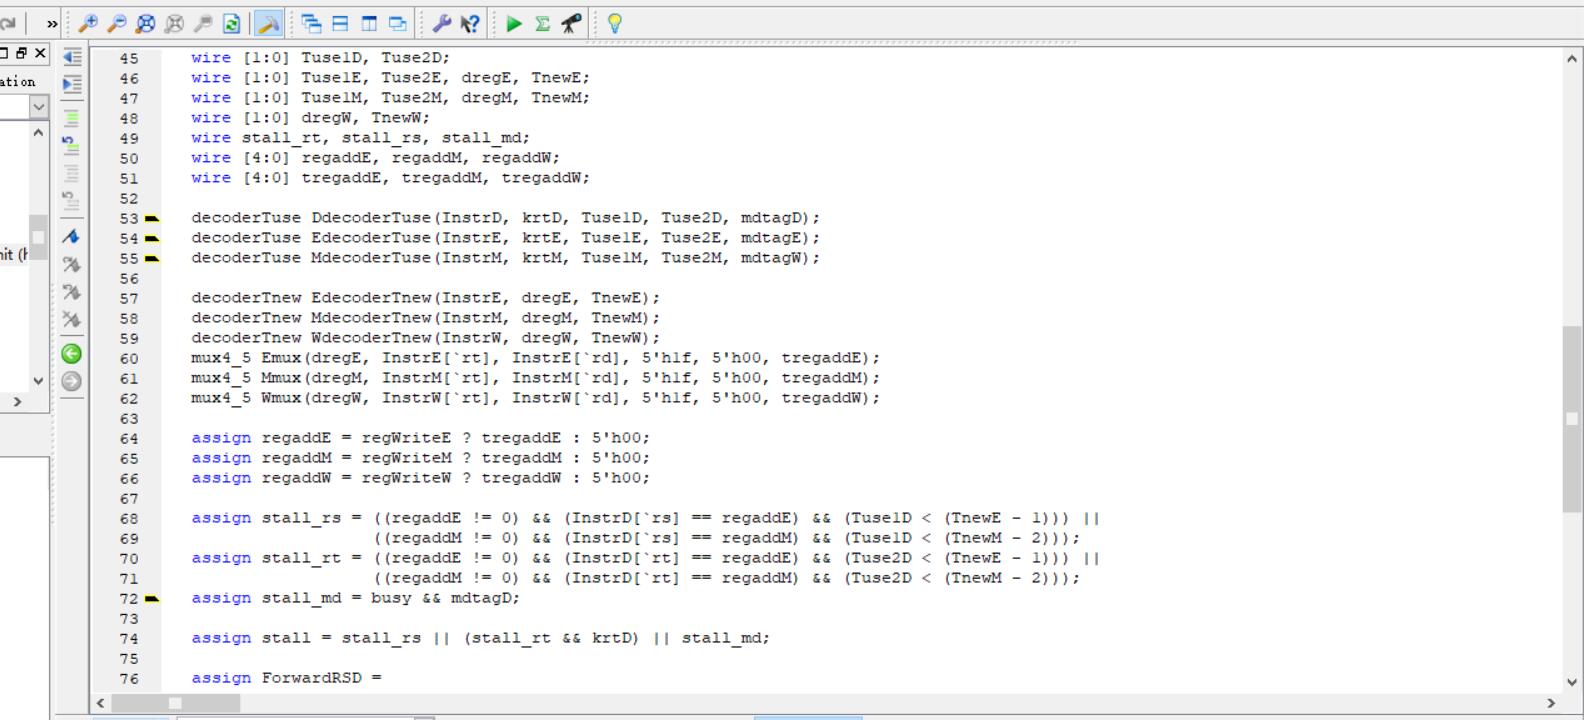 »
ation
nit (h
45 wire [1:0] Tuse1D, Tuse2D;
46 wire [1:0] Tuse1E, Tuse2E, dregE, TnewE;
47 wire [1:0] Tuse1M, Tuse2M, dregM, TnewM;
48 wire [1:0] dregW, TnewW;
49 wire stall_rt, stall_rs, stall_md;
50 wire [4:0] regaddE, regaddM, regaddW;
51 wire [4:0] tregaddE, tregaddM, tregaddW;
52
53 decoderTuse DdecoderTuse(InstrD, krtD, Tuse1D, Tuse2D, mdtagD);
54 decoderTuse EdecoderTuse(InstrE, krtE, Tuse1E, Tuse2E, mdtagE);
55 decoderTuse MdecoderTuse(InstrM, krtM, Tuse1M, Tuse2M, mdtagW);
56
57 decoderTnew EdecoderTnew(InstrE, dregE, TnewE);
58 decoderTnew MdecoderTnew(InstrM, dregM, TnewM);
59 decoderTnew WdecoderTnew(InstrW, dregW, TnewW);
60 mux4_5 Emux(dregE, InstrE[`rt], InstrE[`rd], 5'h1f, 5'h00, tregaddE);
61 mux4_5 Mmux(dregM, InstrM[`rt], InstrM[`rd], 5'h1f, 5'h00, tregaddM);
62 mux4_5 Wmux(dregW, InstrW[`rt], InstrW[`rd], 5'h1f, 5'h00, tregaddW);
63
64 assign regaddE = regWriteE ? tregaddE : 5'h00;
65 assign regaddM = regWriteM ? tregaddM : 5'h00;
66 assign regaddW = regWriteW ? tregaddW : 5'h00;
67
68 assign stall_rs = ((regaddE != 0) && (InstrD[`rs] == regaddE) && (Tuse1D < (TnewE - 1))) ||
69 ((regaddM != 0) && (InstrD[`rs] == regaddM) && (Tuse1D < (TnewM - 2)));
70 assign stall_rt = ((regaddE != 0) && (InstrD[`rt] == regaddE) && (Tuse2D < (TnewE - 1))) ||
71 ((regaddM != 0) && (InstrD[`rt] == regaddM) && (Tuse2D < (TnewM - 2)));
72 assign stall_md = busy && mdtagD;
73
74 assign stall = stall_rs || (stall_rt && krtD) || stall_md;
75
76 assign ForwardRSD =